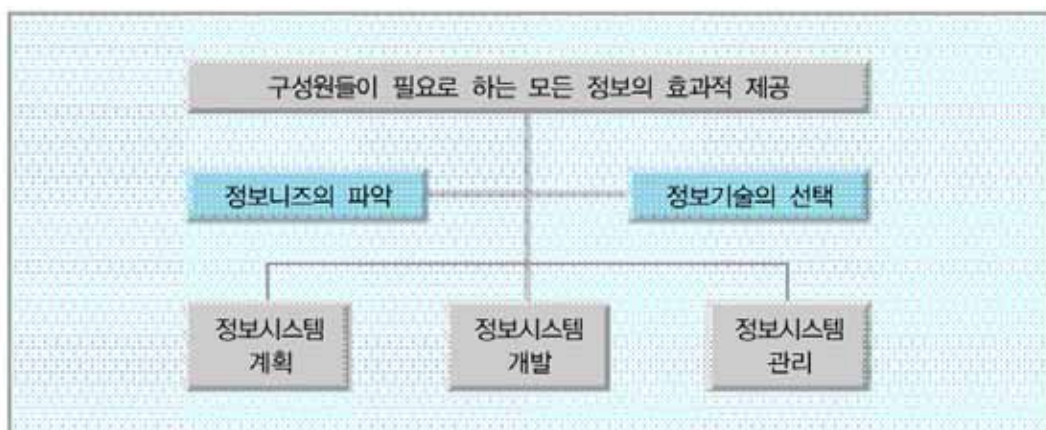 구성원들이 필요로 하는 모든 정보의 효과적 제공
정보니즈의 파악
정보기술의 선택
정보시스템
계획
정보시스템
개발
정보시스템
관리